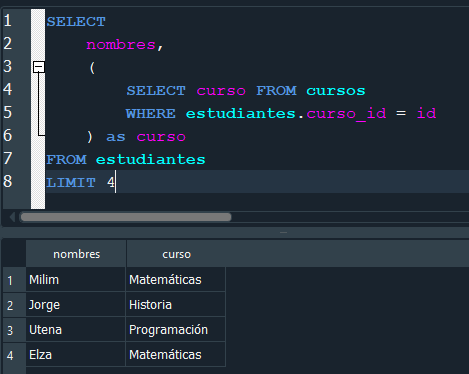 1 SELECT
2 nombres,
3 (
4 SELECT curso FROM cursos
5 WHERE estudiantes.curso_id = id
6 ) as curso
7 FROM estudiantes
8 LIMIT 4
nombres curso
1 Milim Matemáticas
2 Jorge Historia
3 Utena Programación
4 Elza Matemáticas